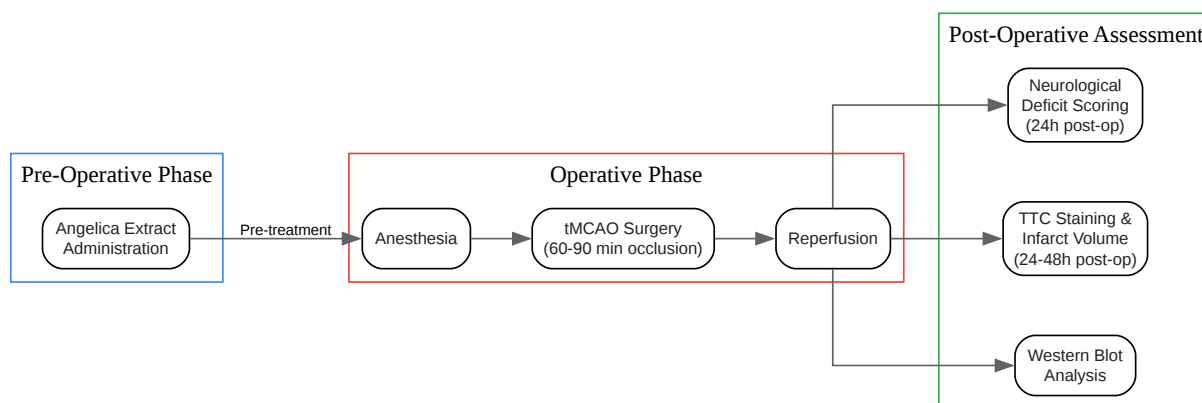 Pre-Operative Phase
Angelica Extract
Administration
Pre-treatment
Operative Phase
Anesthesia
tMCAO Surgery
(60-90 min occlusion)
Reperfusion
Post-Operative Assessment
Neurological
Deficit Scoring
(24h post-op)
TTC Staining &
Infarct Volume
(24-48h post-op)
Western Blot
Analysis